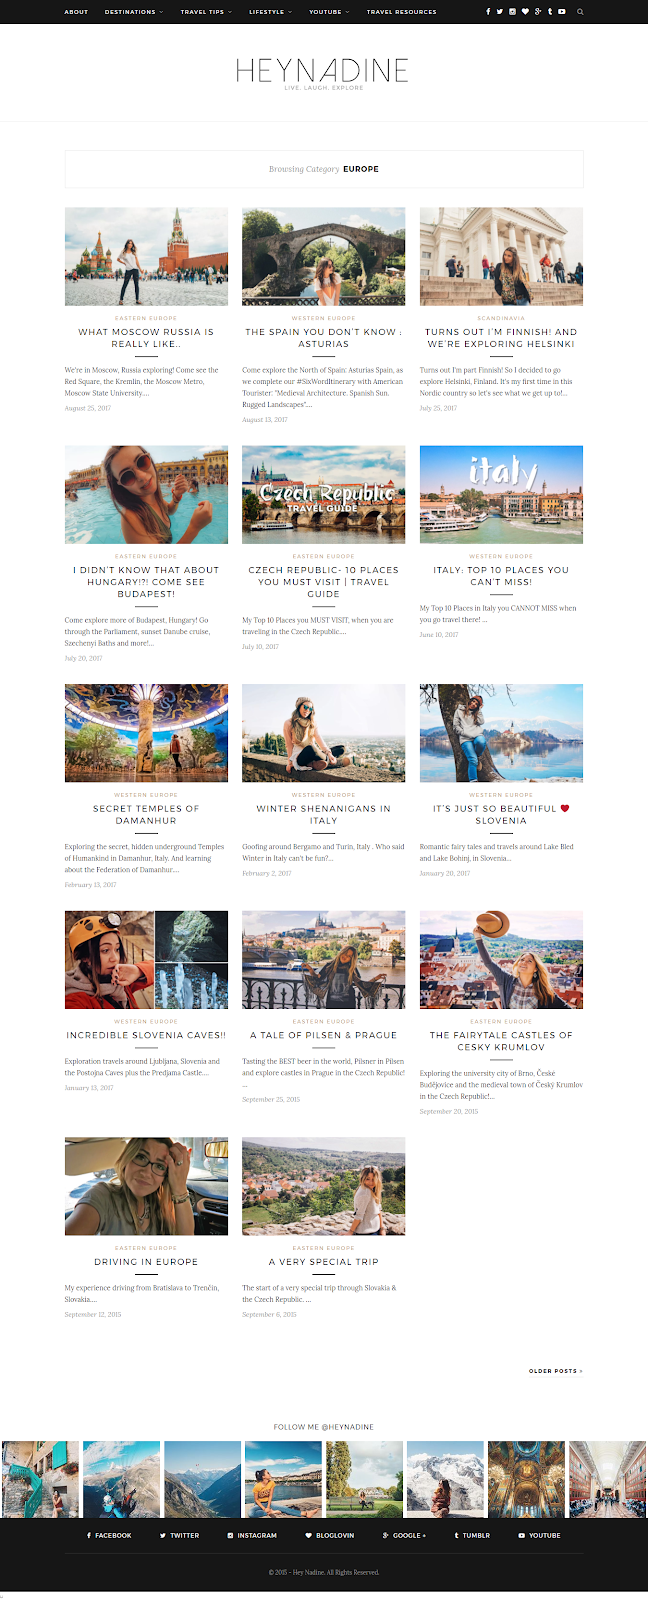 ABOUT DESTINATIONS TRAVEL TIPS LIFESTYLE YOUTUBE TRAVEL RESOURCES
HEYNADINE
LIVE. LAUGH. EXPLORE.
Browsing Category EUROPE
EASTERN EUROPE
WHAT MOSCOW RUSSIA IS
REALLY LIKE..
We're in Moscow, Russia exploring! Come see the
Red Square, the Kremlin, the Moscow Metro,
Moscow State University....
August 25, 2017
WESTERN EUROPE
THE SPAIN YOU DON'T KNOW :
ASTURIAS
Come explore the North of Spain: Asturias Spain, as
we complete our #SixWordItinerary with American
Tourister: "Medieval Architecture. Spanish Sun.
Rugged Landscapes"....
August 13, 2017
SCANDINAVIA
TURNS OUT I'M FINNISH! AND
WE'RE EXPLORING HELSINKI
Turns out I'm part Finnish! So I decided to go
explore Helsinki, Finland. It's my first time in this
Nordic country so let's see what we get up to!...
July 25, 2017
EASTERN EUROPE
I DIDN'T KNOW THAT ABOUT
HUNGARY!?! COME SEE
BUDAPEST!
Come explore more of Budapest, Hungary! Go
through the Parliament, sunset Danube cruise,
Szechenyi Baths and more!...
July 20, 2017
Czech Republic
TRAVEL GUIDE
EASTERN EUROPE
CZECH REPUBLIC- 10 PLACES
YOU MUST VISIT | TRAVEL
GUIDE
My Top 10 Places you MUST VISIT, when you are
traveling in the Czech Republic....
July 10, 2017
italy
WESTERN EUROPE
ITALY: TOP 10 PLACES YOU
CAN'T MISS!
My Top 10 Places in Italy you CANNOT MISS when
you go travel there! ...
June 10, 2017
WESTERN EUROPE
SECRET TEMPLES OF
DAMANHUR
Exploring the secret, hidden underground Temples
of Humankind in Damanhur, Italy. And learning
about the Federation of Damanhur....
February 13, 2017
WESTERN EUROPE
WINTER SHENANIGANS IN
ITALY
Goofing around Bergamo and Turin, Italy . Who said
Winter in Italy can't be fun?...
February 2, 2017
WESTERN EUROPE
IT'S JUST SO BEAUTIFUL ❤
SLOVENIA
Romantic fairy tales and travels around Lake Bled
and Lake Bohinj, in Slovenia...
January 20, 2017
WESTERN EUROPE
INCREDIBLE SLOVENIA CAVES!!
Exploration travels around Ljubljana, Slovenia and
the Postojna Caves plus the Predjama Castle....
January 13, 2017
EASTERN EUROPE
A TALE OF PILSEN & PRAGUE
Tasting the BEST beer in the world, Pilsner in Pilsen
and explore castles in Prague in the Czech Republic!
...
September 25, 2015
EASTERN EUROPE
THE FAIRYTALE CASTLES OF
CESKY KRUMLOV
Exploring the university city of Brno, České
Budějovice and the medieval town of Český Krumlov
in the Czech Republic!...
September 20, 2015
EASTERN EUROPE
DRIVING IN EUROPE
My experience driving from Bratislava to Trenčín,
Slovakia....
September 12, 2015
EASTERN EUROPE
A VERY SPECIAL TRIP
The start of a very special trip through Slovakia &
the Czech Republic. ...
September 6, 2015
OLDER POSTS »
FOLLOW ME @HEYNADINE
FACEBOOK TWITTER INSTAGRAM BLOGLOVIN GOOGLE + TUMBLR YOUTUBE
© 2015 - Hey Nadine. All Rights Reserved.